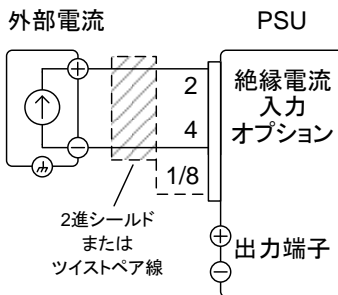 外部電流
PSU
2
4
1/8
絶縁電流
入力
オプション
2進シールド
または
ツイストペア線
出力端子